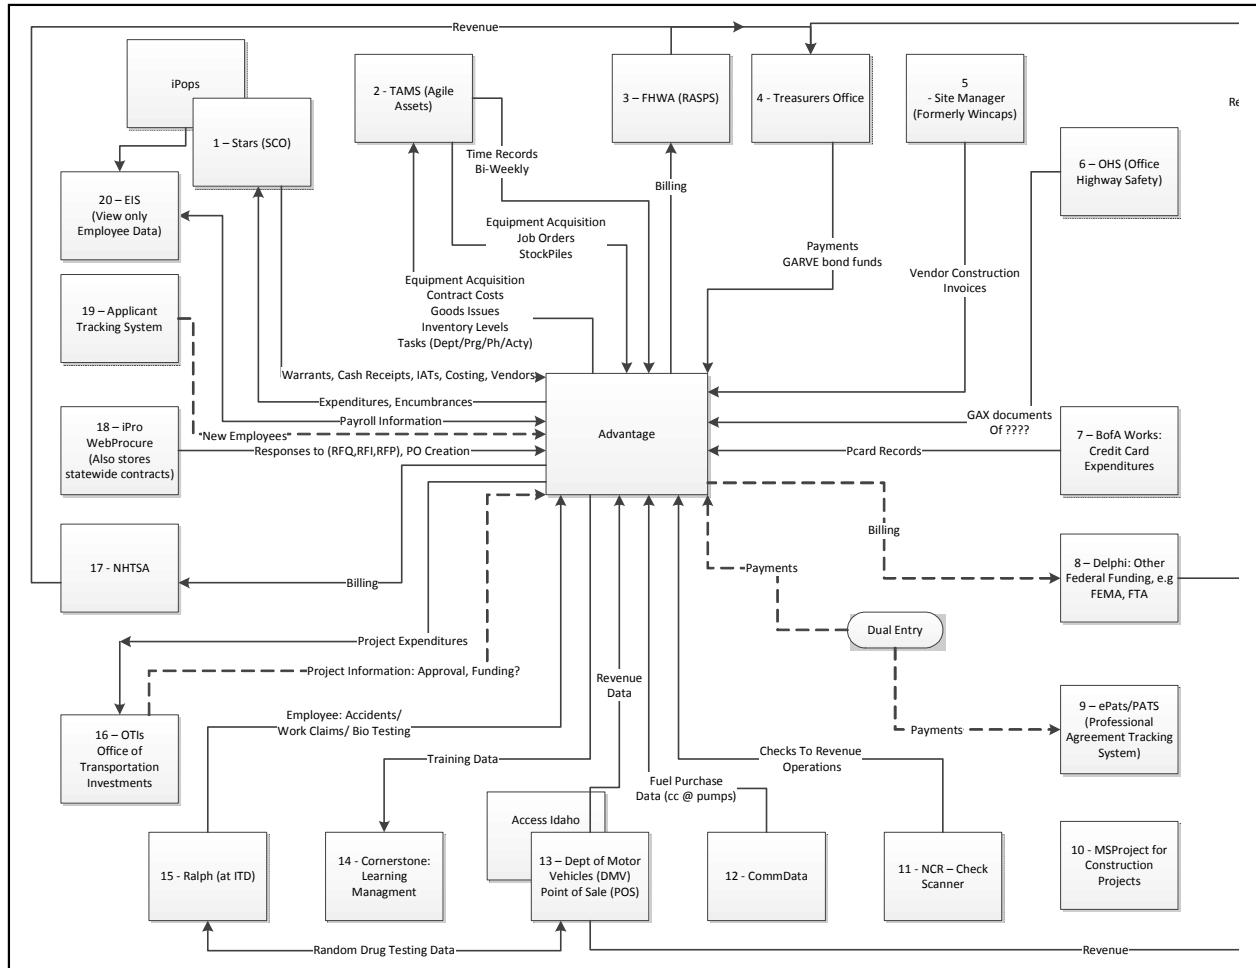 Revenue
iPops
1 – Stars (SCO)
2 - TAMS (Agile
Assets)
3 – FHWA (RASPS)
4 - Treasurers Office
5
- Site Manager
(Formerly Wincaps)
Re
6 – OHS (Office
Highway Safety)
Time Records
Bi-Weekly
Billing
20 – EIS
(View only
Employee Data)
Equipment Acquisition
Job Orders
StockPiles
Payments
GARVE bond funds
Vendor Construction
Invoices
Equipment Acquisition
Contract Costs
Goods Issues
Inventory Levels
Tasks (Dept/Prg/Ph/Acty)
19 – Applicant
Tracking System
Warrants, Cash Receipts, IATs, Costing, Vendors
Expenditures, Encumbrances
Payroll Information
New Employees
Responses to (RFQ,RFI,RFP), PO Creation
Advantage
GAX documents
Of ????
Pcard Records
7 – BofA Works:
Credit Card
Expenditures
18 – iPro
WebProcure
(Also stores
statewide contracts)
Billing
17 - NHTSA
Billing
Payments
8 – Delphi: Other
Federal Funding, e.g
FEMA, FTA
Dual Entry
Project Expenditures
Project Information: Approval, Funding?
Revenue
Data
16 – OTIs
Office of
Transportation
Investments
Employee: Accidents/
Work Claims/ Bio Testing
Payments
9 – ePats/PATS
(Professional
Agreement Tracking
System)
Training Data
Checks To Revenue
Operations
Fuel Purchase
Data (cc @ pumps)
Access Idaho
15 - Ralph (at ITD)
14 - Cornerstone:
Learning
Managment
13 – Dept of Motor
Vehicles (DMV)
Point of Sale (POS)
12 - CommData
11 - NCR – Check
Scanner
10 - MSProject for
Construction
Projects
Random Drug Testing Data
Revenue